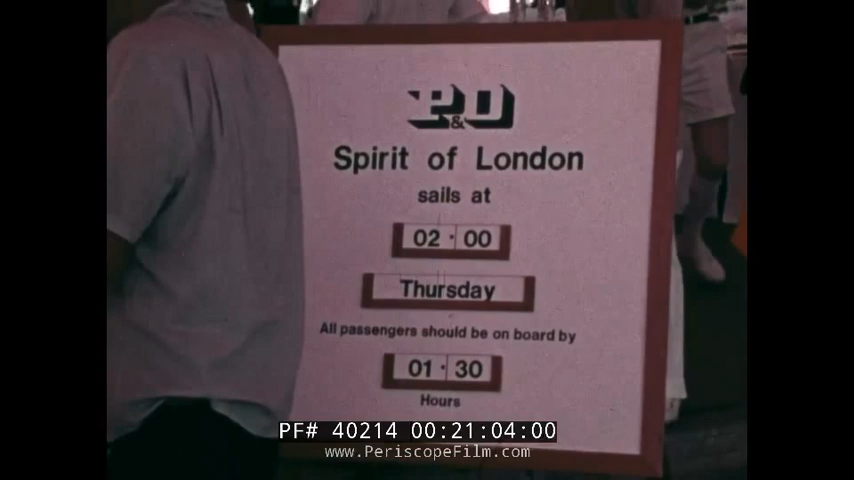 P&O
Spirit of London
sails at
02·00
Thursday
All passengers should be on board by
01·30
Hours
PF# 40214 00:21:04:00
www.PeriscopeFilm.com